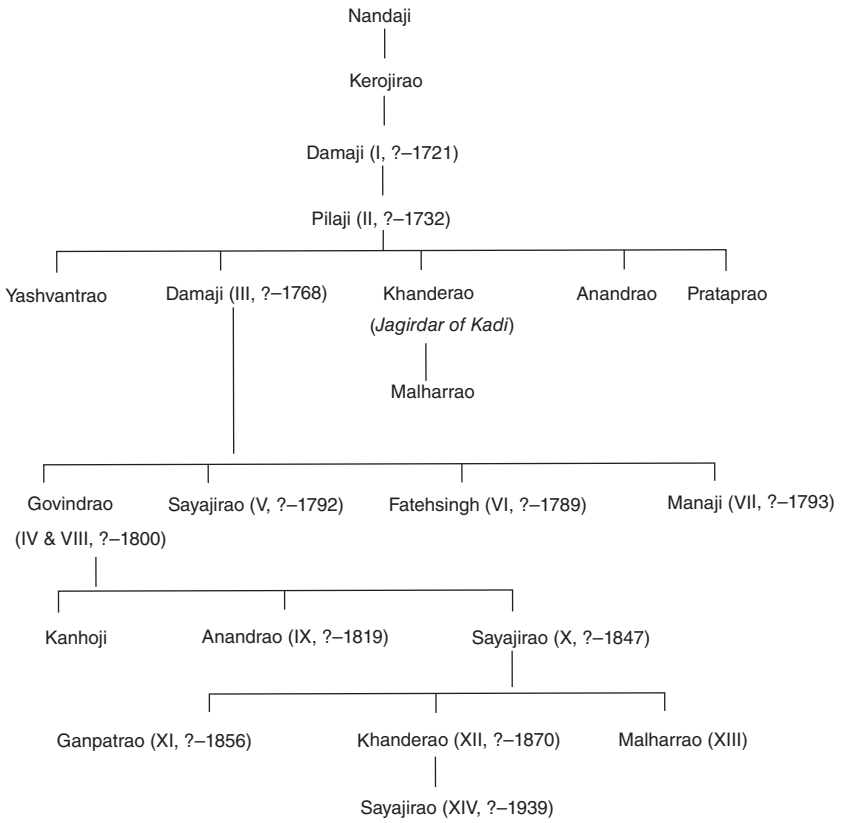 Nandaji
Kerojirao
Damaji (I, ?–1721)
Pilaji (II, ?–1732)
Yashvantrao
Damaji (III, ?–1768)
Khanderao
(Jagirdar of Kadi)
Anandrao
Prataprao
Malharrao
Govindrao
(IV & VIII, ?–1800)
Sayajirao (V, ?–1792)
Fatehsingh (VI, ?–1789)
Manaji (VII, ?–1793)
Kanhoji
Anandrao (IX, ?–1819)
Sayajirao (X, ?–1847)
Ganpatrao (XI, ?–1856)
Khanderao (XII, ?–1870)
Malharrao (XIII)
Sayajirao (XIV, ?–1939)